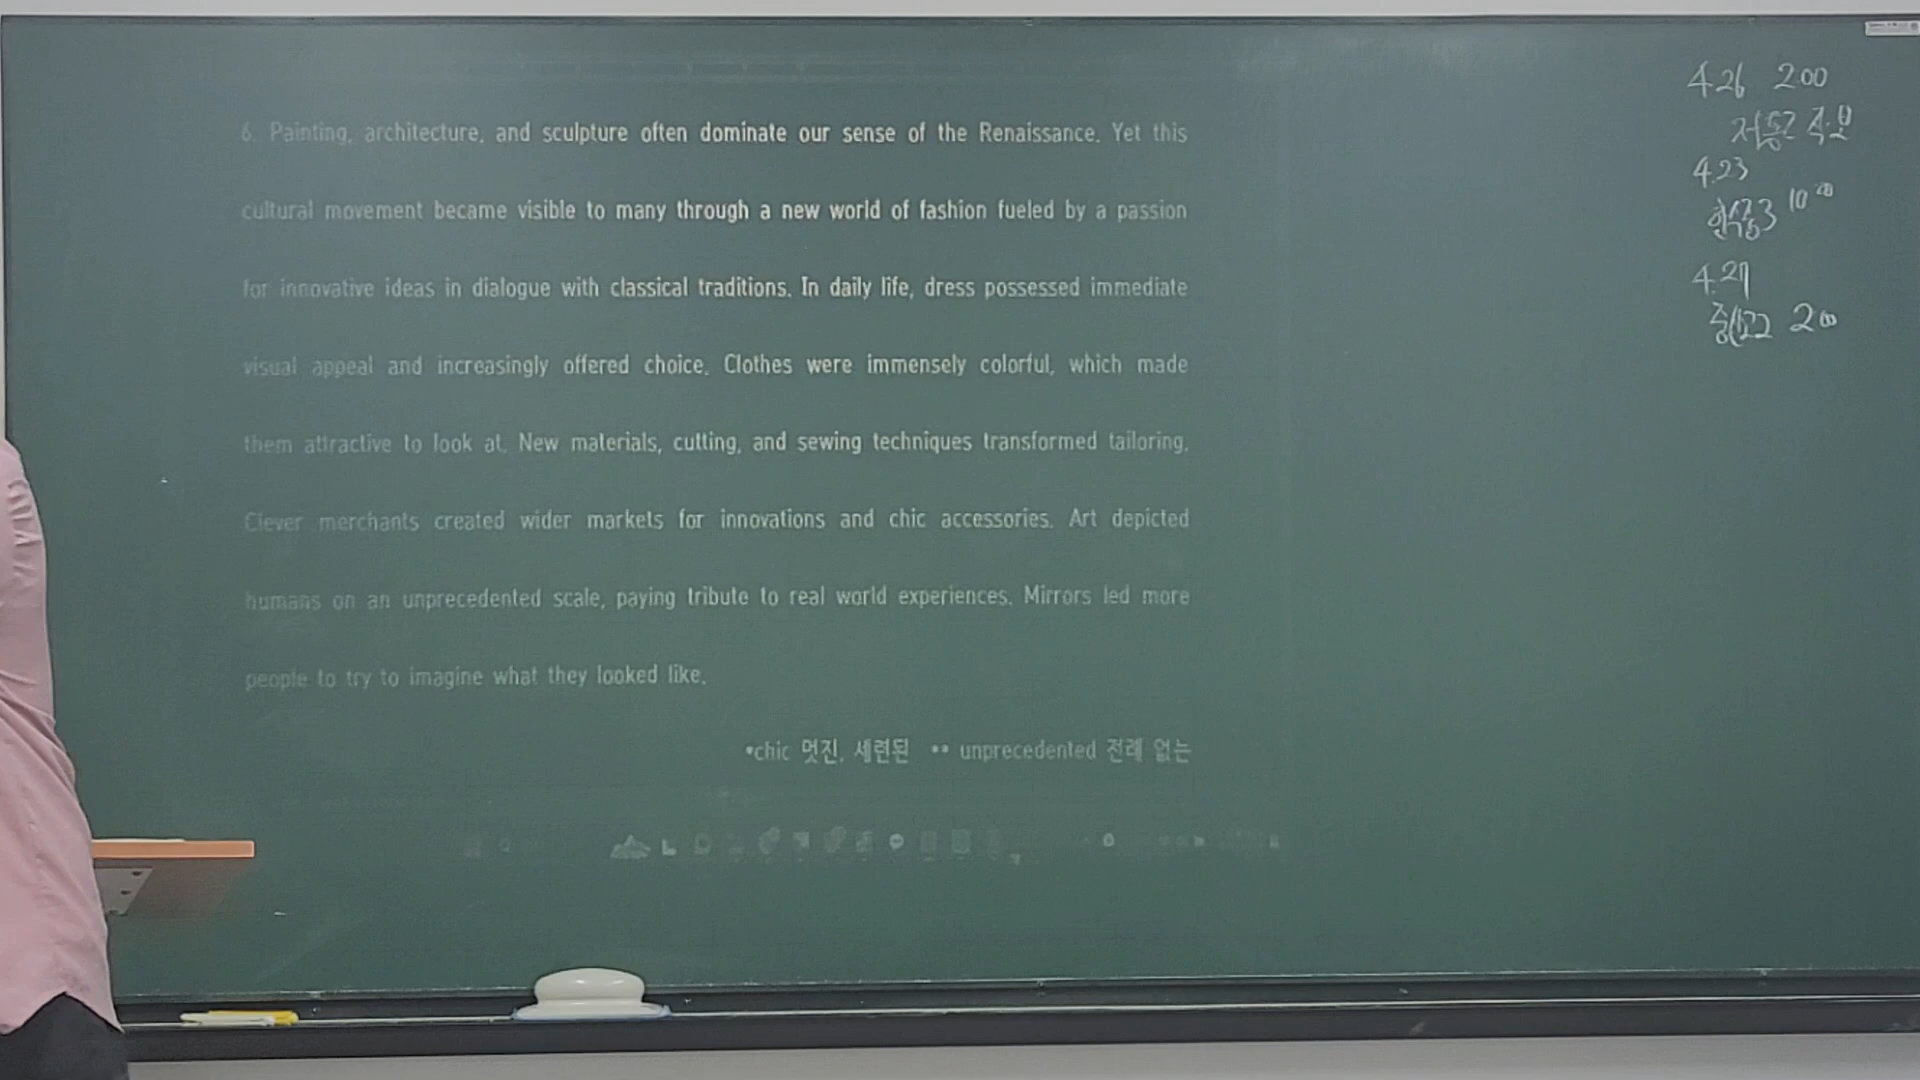 6. Painting, architecture, and sculpture often dominate our sense of the Renaissance. Yet this
cultural movement became visible to many through a new world of fashion fueled by a passion
for innovative ideas in dialogue with classical traditions. In daily life, dress possessed immediate
visual appeal and increasingly offered choice. Clothes were immensely colorful, which made
them attractive to look at. New materials, cutting, and sewing techniques transformed tailoring.
Clever merchants created wider markets for innovations and chic accessories. Art depicted
humans on an unprecedented scale, paying tribute to real world experiences. Mirrors led more
people to try to imagine what they looked like.
*chic 멋진, 세련된 ** unprecedented 전례 없는
4.26 2:00
4.23
4.27